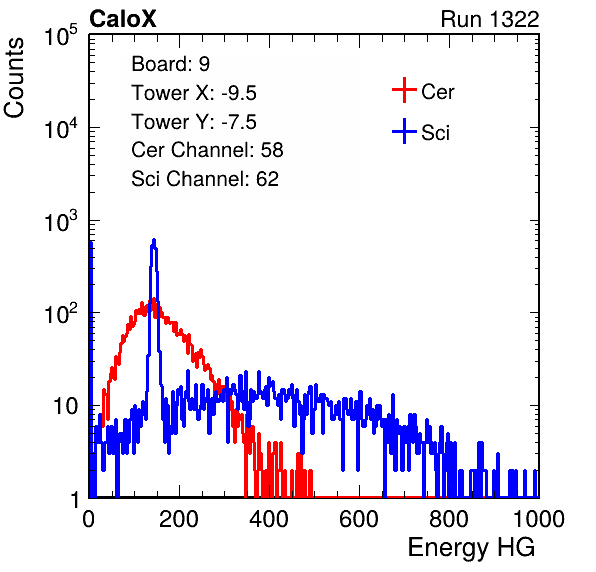 CaloX Run 1322
Counts
Board: 9
Tower X: -9.5
Tower Y: -7.5
Cer Channel: 58
Sci Channel: 62
Cer
Sci
10^5
10^4
10^3
10^2
10
1
0 200 400 600 800 1000
Energy HG